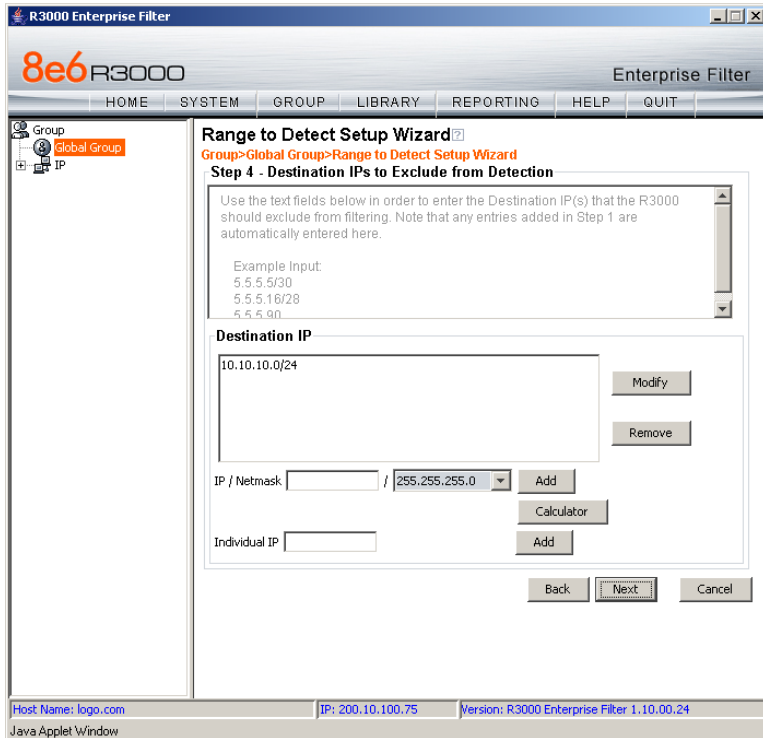 R3000 Enterprise Filter
8e6 R3000
Enterprise Filter
HOME SYSTEM GROUP LIBRARY REPORTING HELP QUIT
Group
Global Group
IP
Range to Detect Setup Wizard
Group>Global Group>Range to Detect Setup Wizard
Step 4 - Destination IPs to Exclude from Detection
Use the text fields below in order to enter the Destination IP(s) that the R3000
should exclude from filtering. Note that any entries added in Step 1 are
automatically entered here.
Example Input:
5.5.5.5/30
5.5.5.16/28
5.5.5.90
Destination IP
10.10.10.0/24
Modify
Remove
IP / Netmask / 255.255.255.0 Add
Calculator
Individual IP Add
Back Next Cancel
Host Name: logo.com IP: 200.10.100.75 Version: R3000 Enterprise Filter 1.10.00.24
Java Applet Window